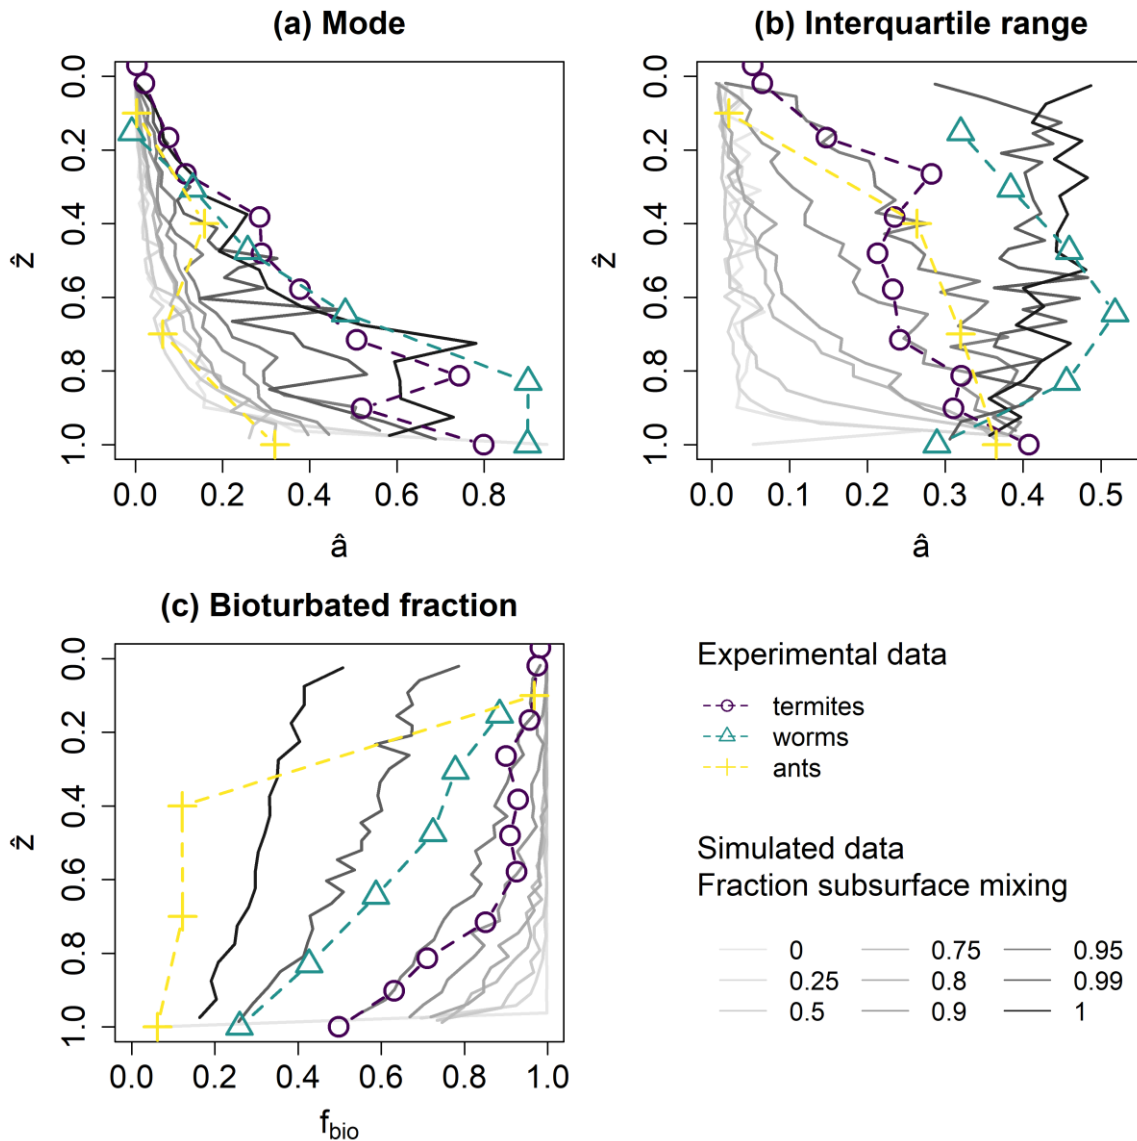 (a) Mode
0.0
0.2
0.4
0.6
0.8
1.0
ẑ
0.0 0.2 0.4 0.6 0.8
â
(b) Interquartile range
0.0
0.2
0.4
0.6
0.8
1.0
ẑ
0.0 0.1 0.2 0.3 0.4 0.5
â
(c) Bioturbated fraction
0.0
0.2
0.4
0.6
0.8
1.0
ẑ
0.0 0.2 0.4 0.6 0.8 1.0
fbio
Experimental data
termites
worms
ants
Simulated data
Fraction subsurface mixing
0 0.75 0.95
0.25 0.8 0.99
0.5 0.9 1